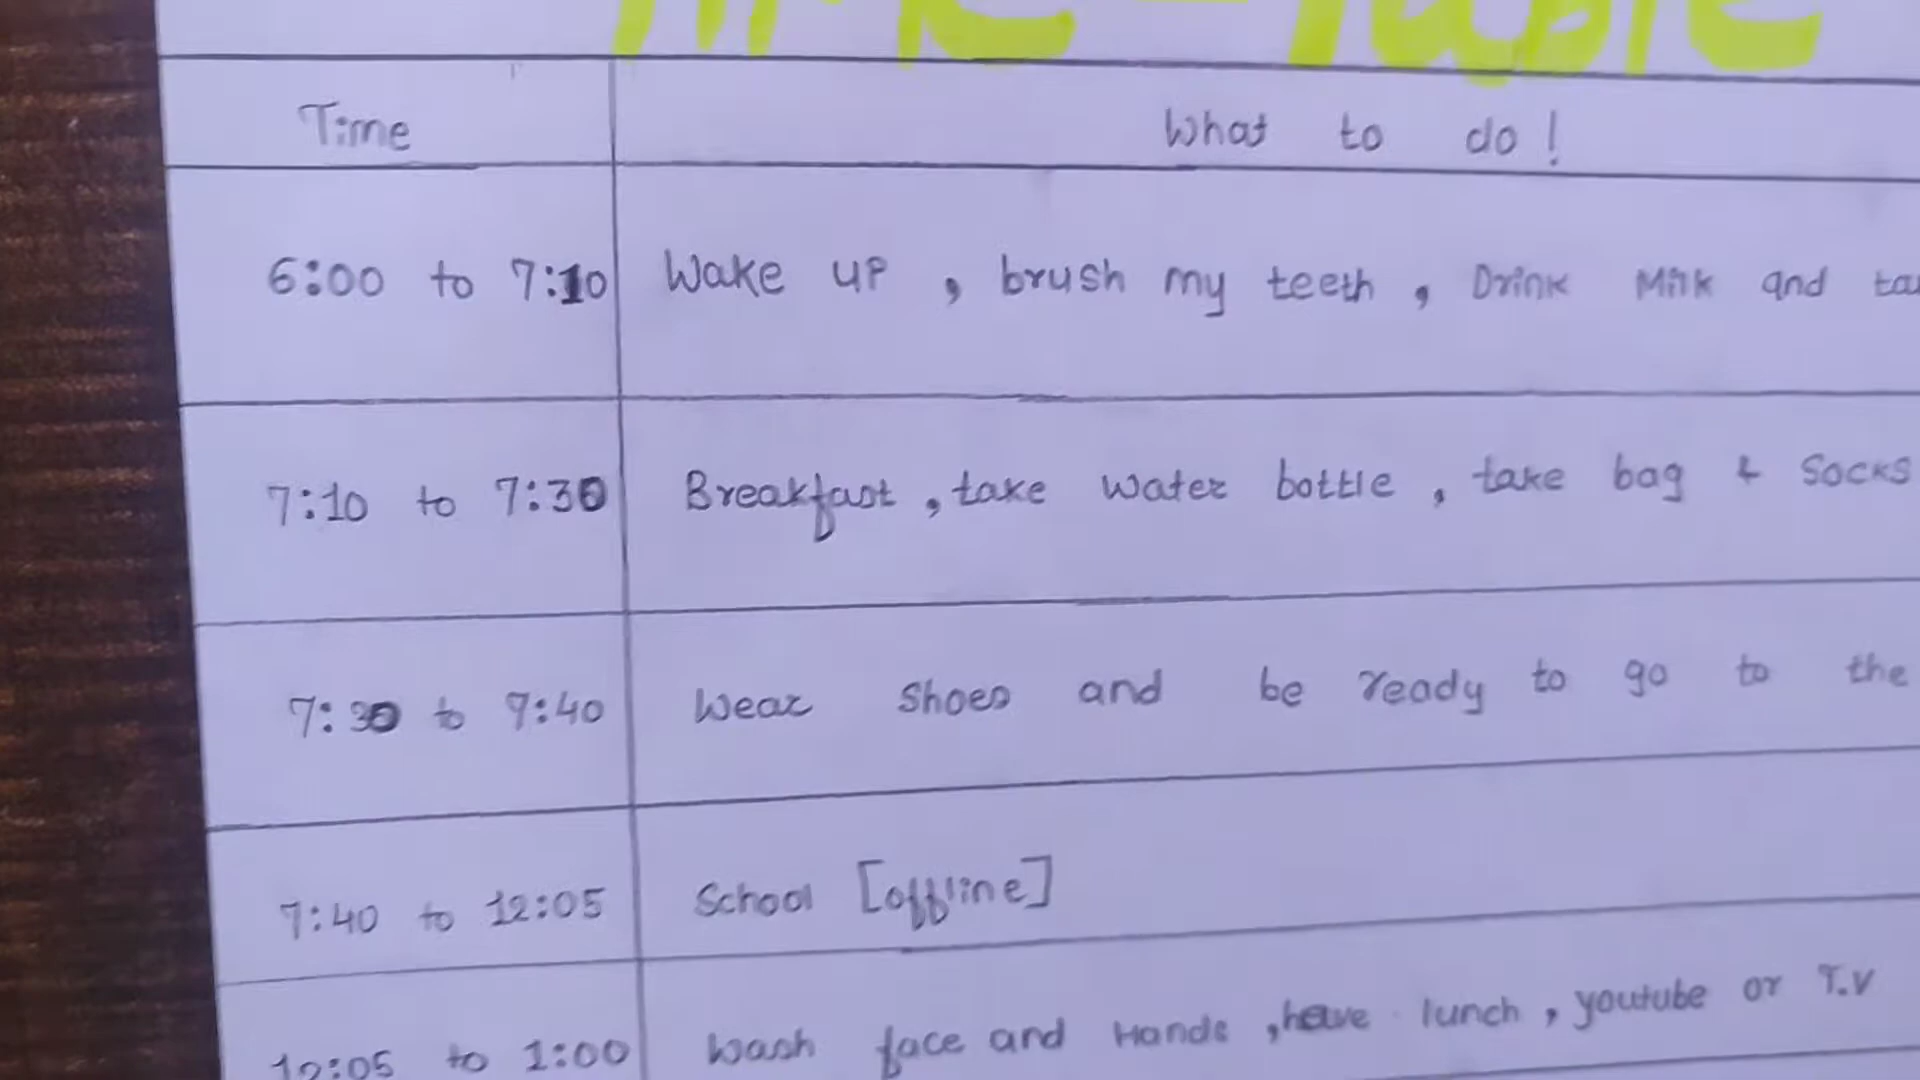 Time-Table
Time What to do!
6:00 to 7:10 Wake up, brush my teeth, Drink Milk and
7:10 to 7:30 Breakfast, take water bottle, take bag & Socks
7:30 to 7:40 Wear Shoes and be ready to go to the
7:40 to 12:05 School [offline]
12:05 to 1:00 Wash face and Hands, have lunch, youtube or T.V